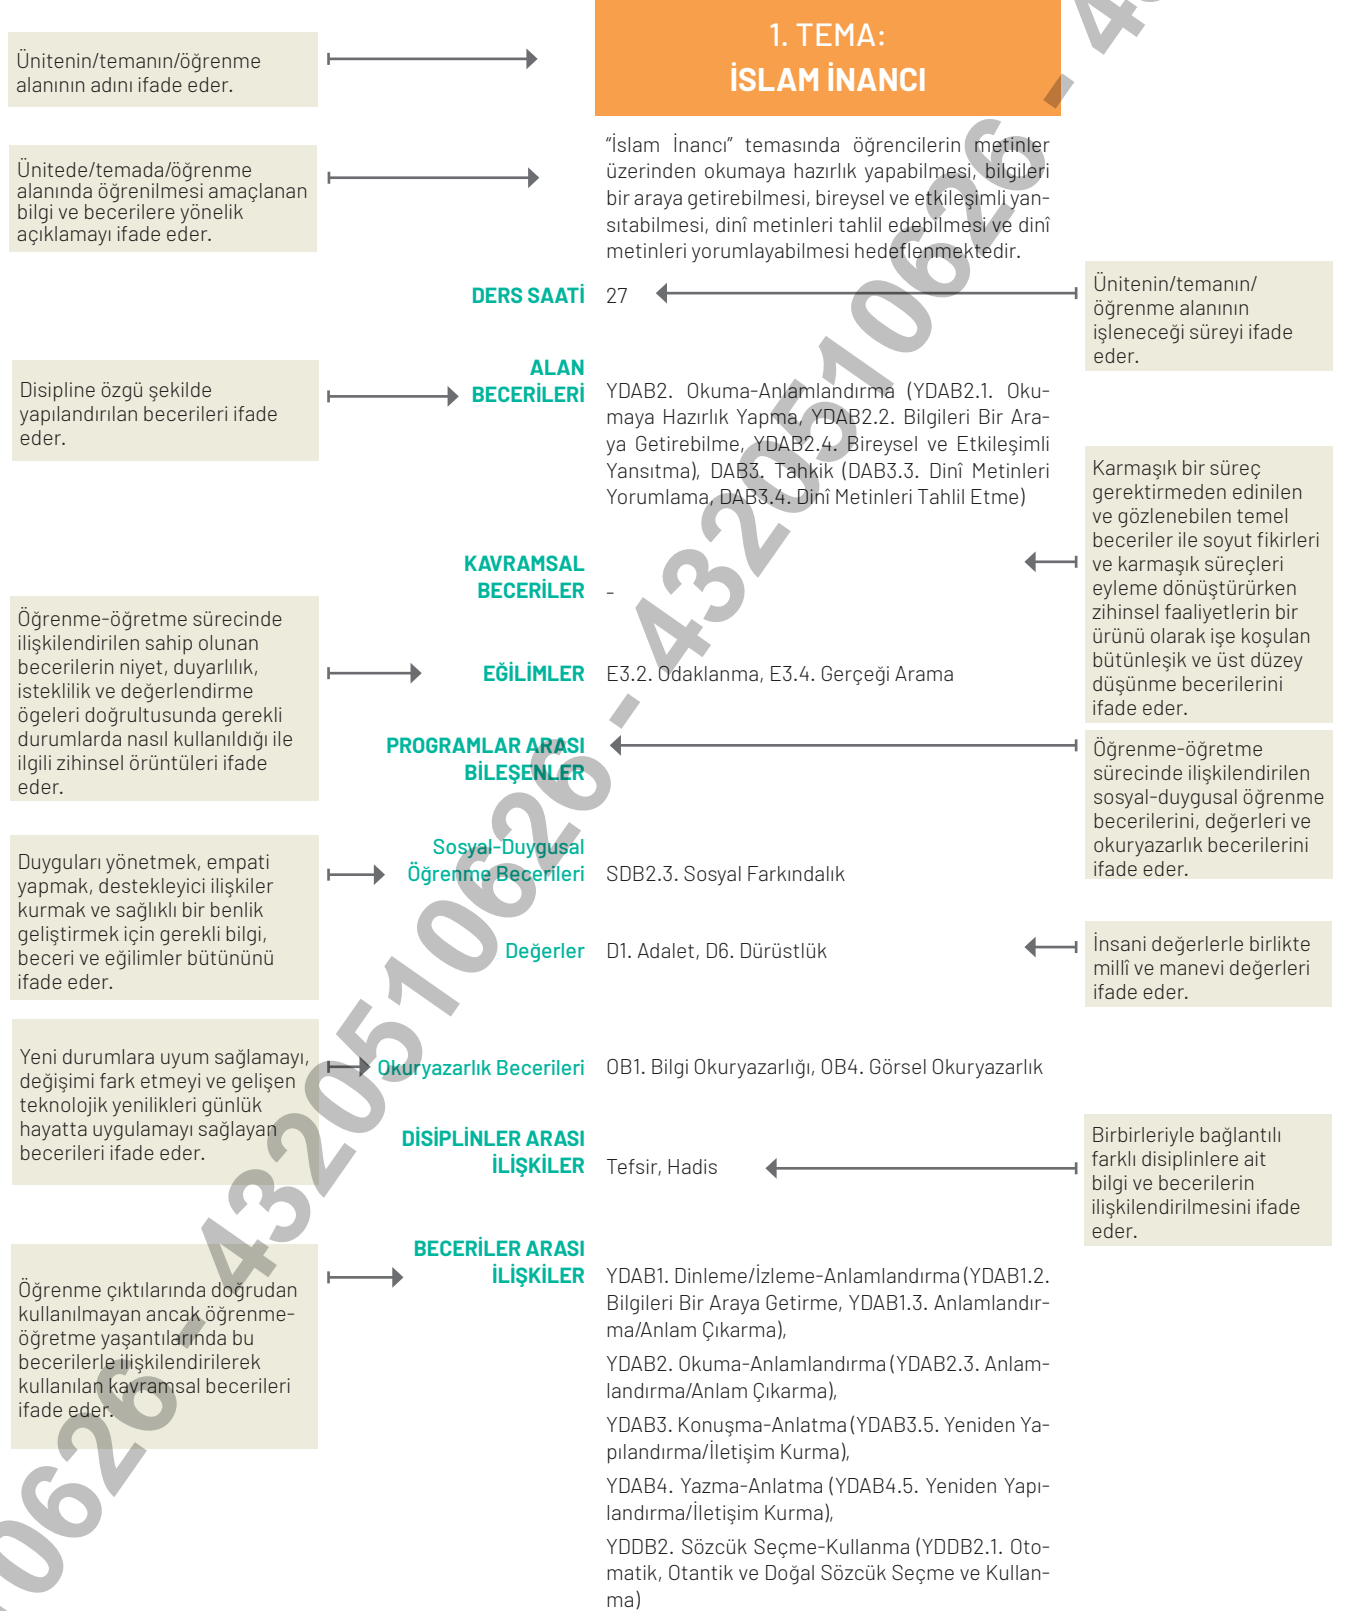 1. TEMA:
İSLAM İNANCI
Ünitenin/temanın/öğrenme
alanının adını ifade eder.
Ünitede/temada/öğrenme
alanında öğrenilmesi amaçlanan
bilgi ve becerilere yönelik
açıklamayı ifade eder.
“İslam İnancı” temasında öğrencilerin metinler
üzerinden okumaya hazırlık yapabilmesi, bilgileri
bir araya getirebilmesi, bireysel ve etkileşimli yan-
sıtabilmesi, dinî metinleri tahlil edebilmesi ve dinî
metinleri yorumlayabilmesi hedeflenmektedir.
DERS SAATİ 27
Ünitenin/temanın/
öğrenme alanının
işleneceği süreyi ifade
eder.
Disipline özgü şekilde
yapılandırılan becerileri ifade
eder.
ALAN
BECERİLERİ
YDAB2. Okuma-Anlamlandırma (YDAB2.1. Oku-
maya Hazırlık Yapma, YDAB2.2. Bilgileri Bir Ara-
ya Getirebilme, YDAB2.4. Bireysel ve Etkileşimli
Yansıtma), DAB3. Tahkik (DAB3.3. Dinî Metinleri
Yorumlama, DAB3.4. Dinî Metinleri Tahlil Etme)
Karmaşık bir süreç
gerektirmeden edinilen
ve gözlenebilen temel
beceriler ile soyut fikirleri
ve karmaşık süreçleri
eyleme dönüştürürken
zihinsel faaliyetlerin bir
ürünü olarak işe koşulan
bütünleşik ve üst düzey
düşünme becerilerini
ifade eder.
KAVRAMSAL
BECERİLER -
Öğrenme-öğretme sürecinde
ilişkilendirilen sahip olunan
becerilerin niyet, duyarlılık,
isteklilik ve değerlendirme
ögeleri doğrultusunda gerekli
durumlarda nasıl kullanıldığı ile
ilgili zihinsel örüntüleri ifade
eder.
EĞİLİMLER E3.2. Odaklanma, E3.4. Gerçeği Arama
PROGRAMLAR ARASI
BİLEŞENLER
Öğrenme-öğretme
sürecinde ilişkilendirilen
sosyal-duygusal öğrenme
becerilerini, değerleri ve
okuryazarlık becerilerini
ifade eder.
Duyguları yönetmek, empati
yapmak, destekleyici ilişkiler
kurmak ve sağlıklı bir benlik
geliştirmek için gerekli bilgi,
beceri ve eğilimler bütününü
ifade eder.
Sosyal-Duygusal
Öğrenme Becerileri SDB2.3. Sosyal Farkındalık
Değerler D1. Adalet, D6. Dürüstlük
İnsani değerlerle birlikte
millî ve manevi değerleri
ifade eder.
Yeni durumlara uyum sağlamayı,
değişimi fark etmeyi ve gelişen
teknolojik yenilikleri günlük
hayatta uygulamayı sağlayan
becerileri ifade eder.
Okuryazarlık Becerileri OB1. Bilgi Okuryazarlığı, OB4. Görsel Okuryazarlık
DİSİPLİNLER ARASI
İLİŞKİLER Tefsir, Hadis
Birbirleriyle bağlantılı
farklı disiplinlere ait
bilgi ve becerilerin
ilişkilendirilmesini ifade
eder.
Öğrenme çıktılarında doğrudan
kullanılmayan ancak öğrenme-
öğretme yaşantılarında bu
becerilerle ilişkilendirilerek
kullanılan kavramsal becerileri
ifade eder.
BECERİLER ARASI
İLİŞKİLER
YDAB1. Dinleme/İzleme-Anlamlandırma (YDAB1.2.
Bilgileri Bir Araya Getirme, YDAB1.3. Anlamlandır-
ma/Anlam Çıkarma),
YDAB2. Okuma-Anlamlandırma (YDAB2.3. Anlam-
landırma/Anlam Çıkarma),
YDAB3. Konuşma-Anlatma (YDAB3.5. Yeniden Ya-
pılandırma/İletişim Kurma),
YDAB4. Yazma-Anlatma (YDAB4.5. Yeniden Yapı-
landırma/İletişim Kurma),
YDDB2. Sözcük Seçme-Kullanma (YDDB2.1. Oto-
matik, Otantik ve Doğal Sözcük Seçme ve Kullan-
ma)
0626 - 43205110626 - 43205110626 - 43